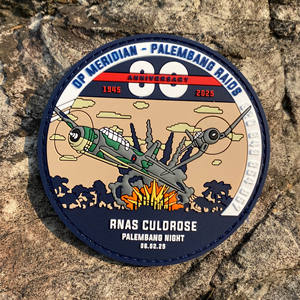 OP MERIDIAN - PALEMBANG RAIDS
80
ANNIVERSARY
1945 2025
RNAS CULDROSE
PALEMBANG NIGHT
06.02.25